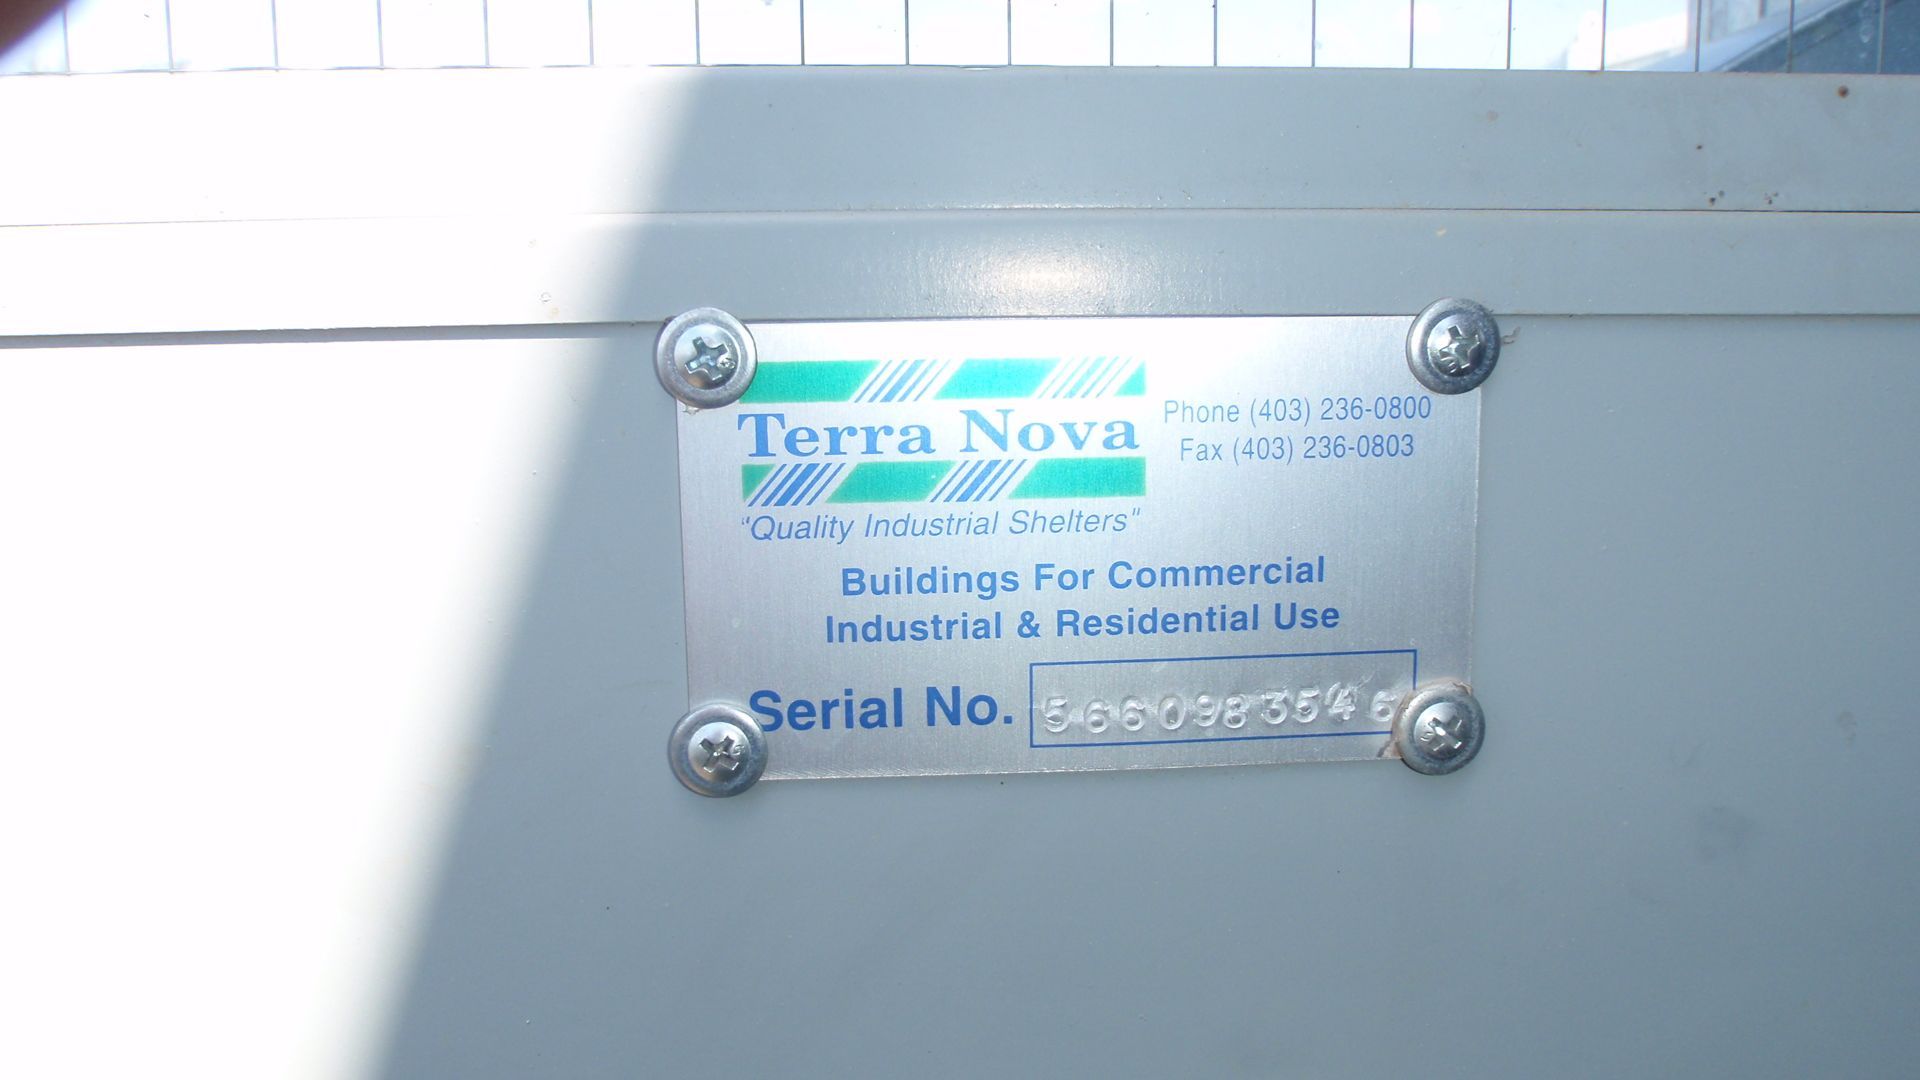 Terra Nova
"Quality Industrial Shelters"
Phone (403) 236-0800
Fax (403) 236-0803
Buildings For Commercial
Industrial & Residential Use
Serial No. 5660983546